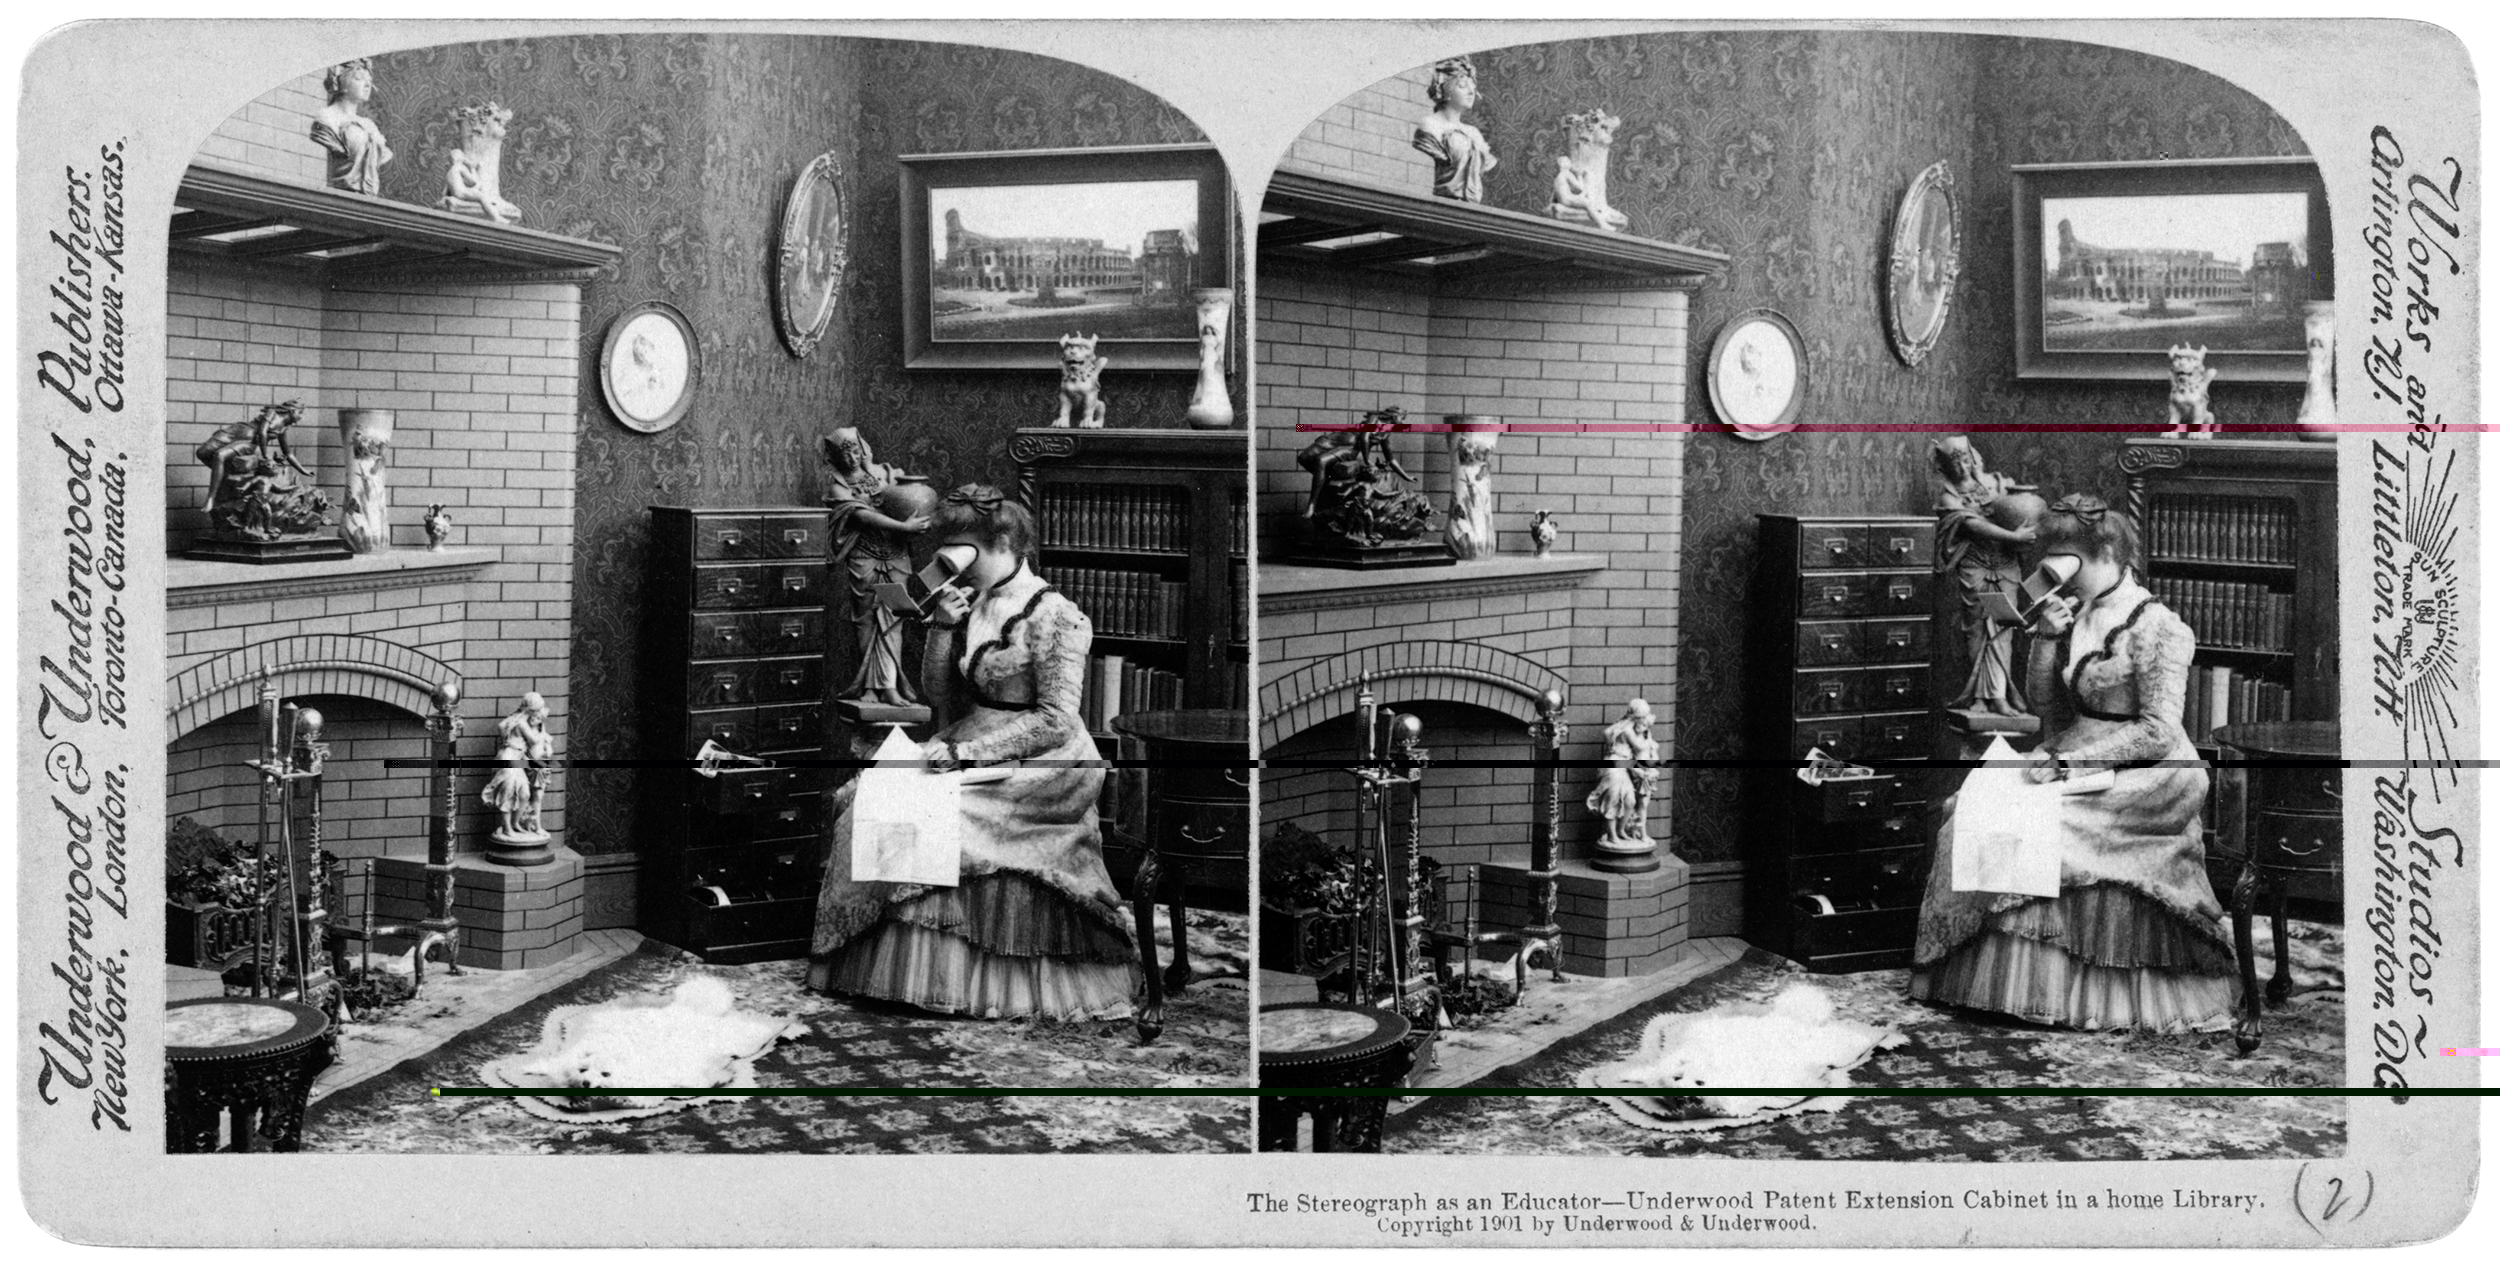 Underwood & Underwood, Publishers.
New York, London, Toronto-Canada, Ottawa-Kansas.
Works and Studios ~
Arlington, N.J. Littleton, N.H. Washington, D.C.
SUN SCULPTURE
TRADE MARK
The Stereograph as an Educator—Underwood Patent Extension Cabinet in a home Library.
Copyright 1901 by Underwood & Underwood.
(2)